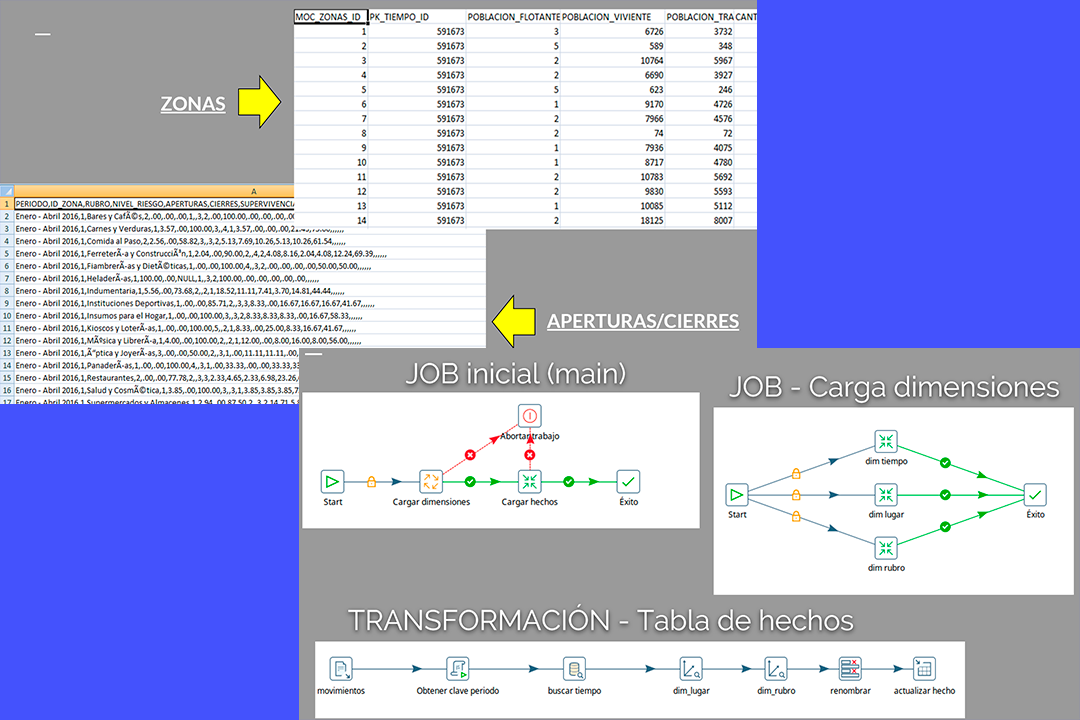 MOC_ZONAS_ID PK_TIEMPO_ID POBLACION_FLOTANTE POBLACION_VIVIENTE POBLACION_TRA CANT
1 591673 3 6726 3732
2 591673 5 589 348
3 591673 2 10764 5967
4 591673 2 6690 3927
5 591673 5 623 246
6 591673 1 9170 4726
7 591673 2 7966 4576
8 591673 2 74 72
9 591673 1 7936 4075
10 591673 1 8717 4780
11 591673 2 10783 5692
12 591673 2 9830 5593
13 591673 1 10085 5112
14 591673 2 18125 8007
ZONAS
A
1 PERIODO,ID_ZONA,RUBRO,NIVEL_RIESGO,APERTURAS,CIERRES,SUPERVIVENCIA
2 Enero - Abril 2016,1,Bares y CafÃ©s,2,.00,.00,.00,1,,3,2,.00,100.00,.00,.00,.00,.00
3 Enero - Abril 2016,1,Carnes y Verduras,1,3.57,.00,100.00,3,,4,1,3.57,.00,.00,.00,21.43,75.00,,,,,,
4 Enero - Abril 2016,1,Comida al Paso,2,2.56,.00,58.82,3,,3,2,5.13,7.69,10.26,5.13,10.26,61.54,,,,,,
5 Enero - Abril 2016,1,FerreterÃ­a y ConstrucciÃ³n,1,2.04,.00,90.00,2,,4,2,4.08,8.16,2.04,4.08,12.24,69.39,,,,,,
6 Enero - Abril 2016,1,FiambrerÃ­as y DietÃ©ticas,1,.00,.00,100.00,4,,3,2,.00,.00,.00,.00,50.00,50.00,,,,,,
7 Enero - Abril 2016,1,HeladerÃ­as,1,100.00,.00,NULL,1,,3,2,100.00,.00,.00,.00,.00,.00,,,,,,
8 Enero - Abril 2016,1,Indumentaria,1,5.56,.00,73.68,2,,2,1,18.52,11.11,7.41,3.70,14.81,44.44,,,,,,
9 Enero - Abril 2016,1,Instituciones Deportivas,1,.00,.00,85.71,2,,3,3,8.33,.00,16.67,16.67,16.67,41.67,,,,,,
10 Enero - Abril 2016,1,Insumos para el Hogar,1,.00,.00,100.00,3,,3,2,8.33,8.33,8.33,.00,16.67,58.33,,,,,,
11 Enero - Abril 2016,1,Kioscos y LoterÃ­as,1,.00,.00,100.00,5,,2,1,8.33,.00,25.00,8.33,16.67,41.67,,,,,,
12 Enero - Abril 2016,1,MÃºsica y LibrerÃ­a,1,4.00,.00,100.00,2,,2,1,12.00,.00,8.00,16.00,8.00,56.00,,,,,,
13 Enero - Abril 2016,1,Ã“ptica y JoyerÃ­as,3,.00,.00,50.00,2,,3,1,.00,11.11,11.11,.00
14 Enero - Abril 2016,1,PanaderÃ­as,1,.00,.00,100.00,4,,3,1,.00,33.33,.00,.00,33.33,33
15 Enero - Abril 2016,1,Restaurantes,2,.00,.00,77.78,2,,3,3,2.33,4.65,2.33,6.98,23.26
16 Enero - Abril 2016,1,Salud y CosmÃ©tica,1,3.85,.00,100.00,3,,3,1,3.85,3.85,3.85,7
17 Enero - Abril 2016,1,Supermercados y Almacenes,1,2.94,.00,87.50,2,,3,2,14.71,5.8
APERTURAS/CIERRES
JOB inicial (main)
Abortar trabajo
Start
Cargar dimensiones
Cargar hechos
Éxito
JOB - Carga dimensiones
dim tiempo
Start
dim lugar
Éxito
dim rubro
TRANSFORMACIÓN - Tabla de hechos
movimientos
Obtener clave periodo
buscar tiempo
dim_lugar
dim_rubro
renombrar
actualizar hecho